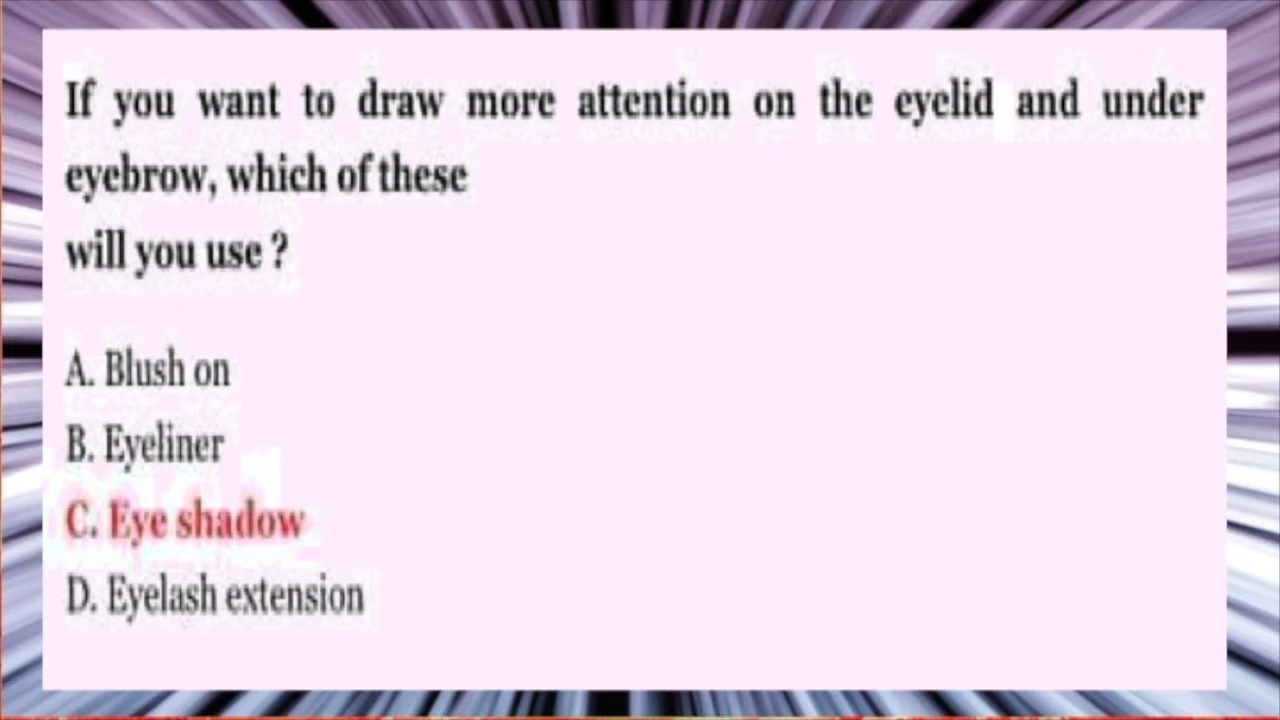 If you want to draw more attention on the eyelid and under
eyebrow, which of these
will you use ?
A. Blush on
B. Eyeliner
C. Eye shadow
D. Eyelash extension